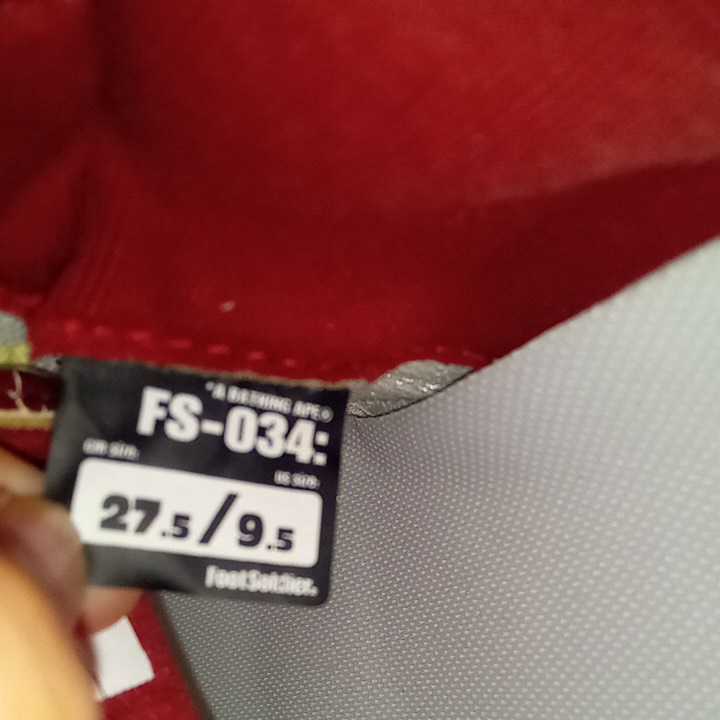 "A BATHING APE®
FS-034:
cm size: us size:
27.5/9.5
FootSoldier.